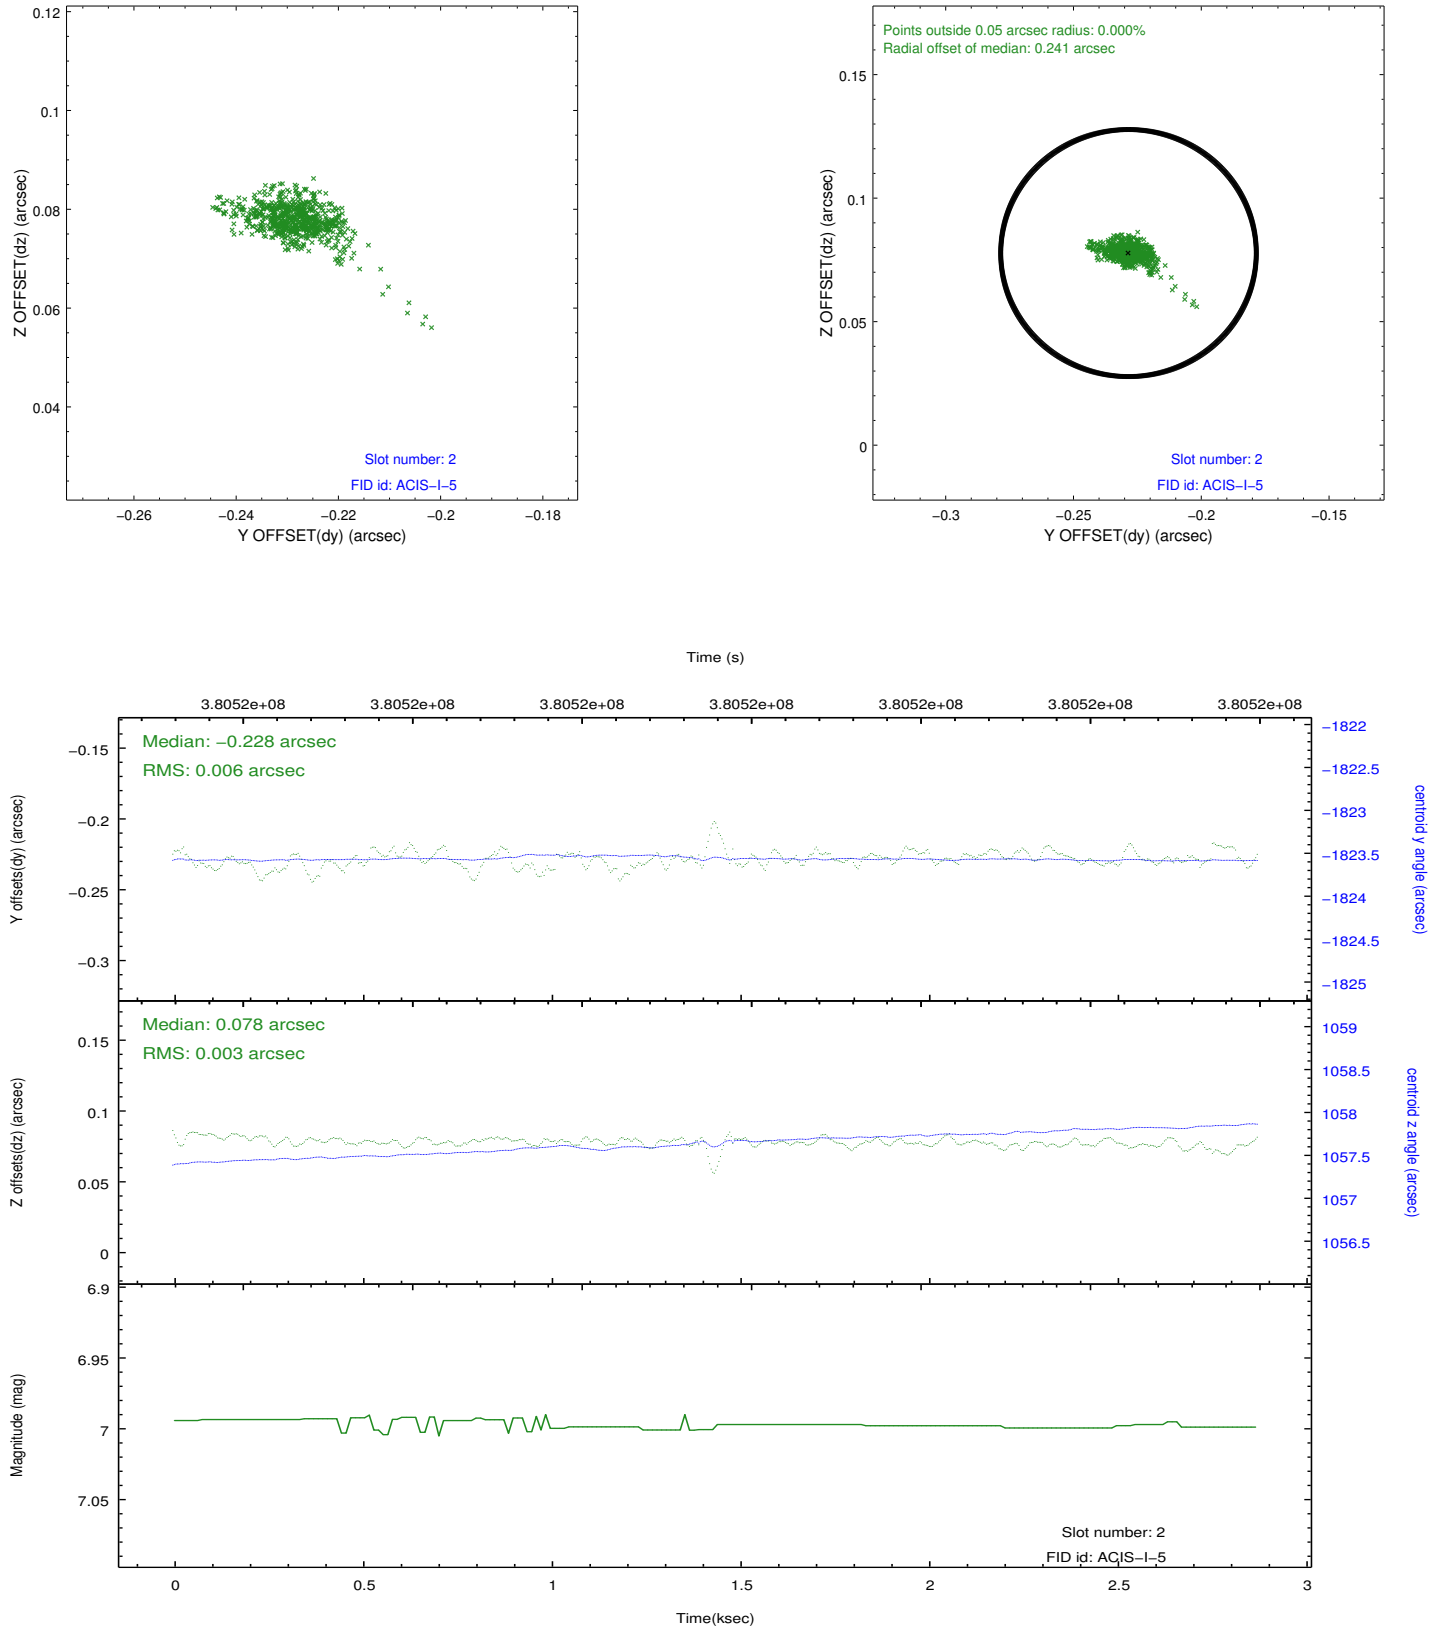 0.12
0.1
0.08
0.06
0.04
Z OFFSET(dz) (arcsec)
Slot number: 2
FID id: ACIS−I−5
−0.26 −0.24 −0.22 −0.2 −0.18
Y OFFSET(dy) (arcsec)
Points outside 0.05 arcsec radius: 0.000%
Radial offset of median: 0.241 arcsec
0.15
0.1
0.05
0
Z OFFSET(dz) (arcsec)
Slot number: 2
FID id: ACIS−I−5
−0.3 −0.25 −0.2 −0.15
Y OFFSET(dy) (arcsec)
Time (s)
3.8052e+08 3.8052e+08 3.8052e+08 3.8052e+08 3.8052e+08 3.8052e+08 3.8052e+08
Median: −0.228 arcsec
RMS: 0.006 arcsec
−0.15
−0.2
−0.25
−0.3
Y offsets(dy) (arcsec)
−1822
−1822.5
−1823
−1823.5
−1824
−1824.5
−1825
centroid y angle (arcsec)
Median: 0.078 arcsec
RMS: 0.003 arcsec
0.15
0.1
0.05
0
Z offsets(dz) (arcsec)
1059
1058.5
1058
1057.5
1057
1056.5
centroid z angle (arcsec)
6.9
6.95
7
7.05
Magnitude (mag)
Slot number: 2
FID id: ACIS−I−5
0 0.5 1 1.5 2 2.5 3
Time(ksec)